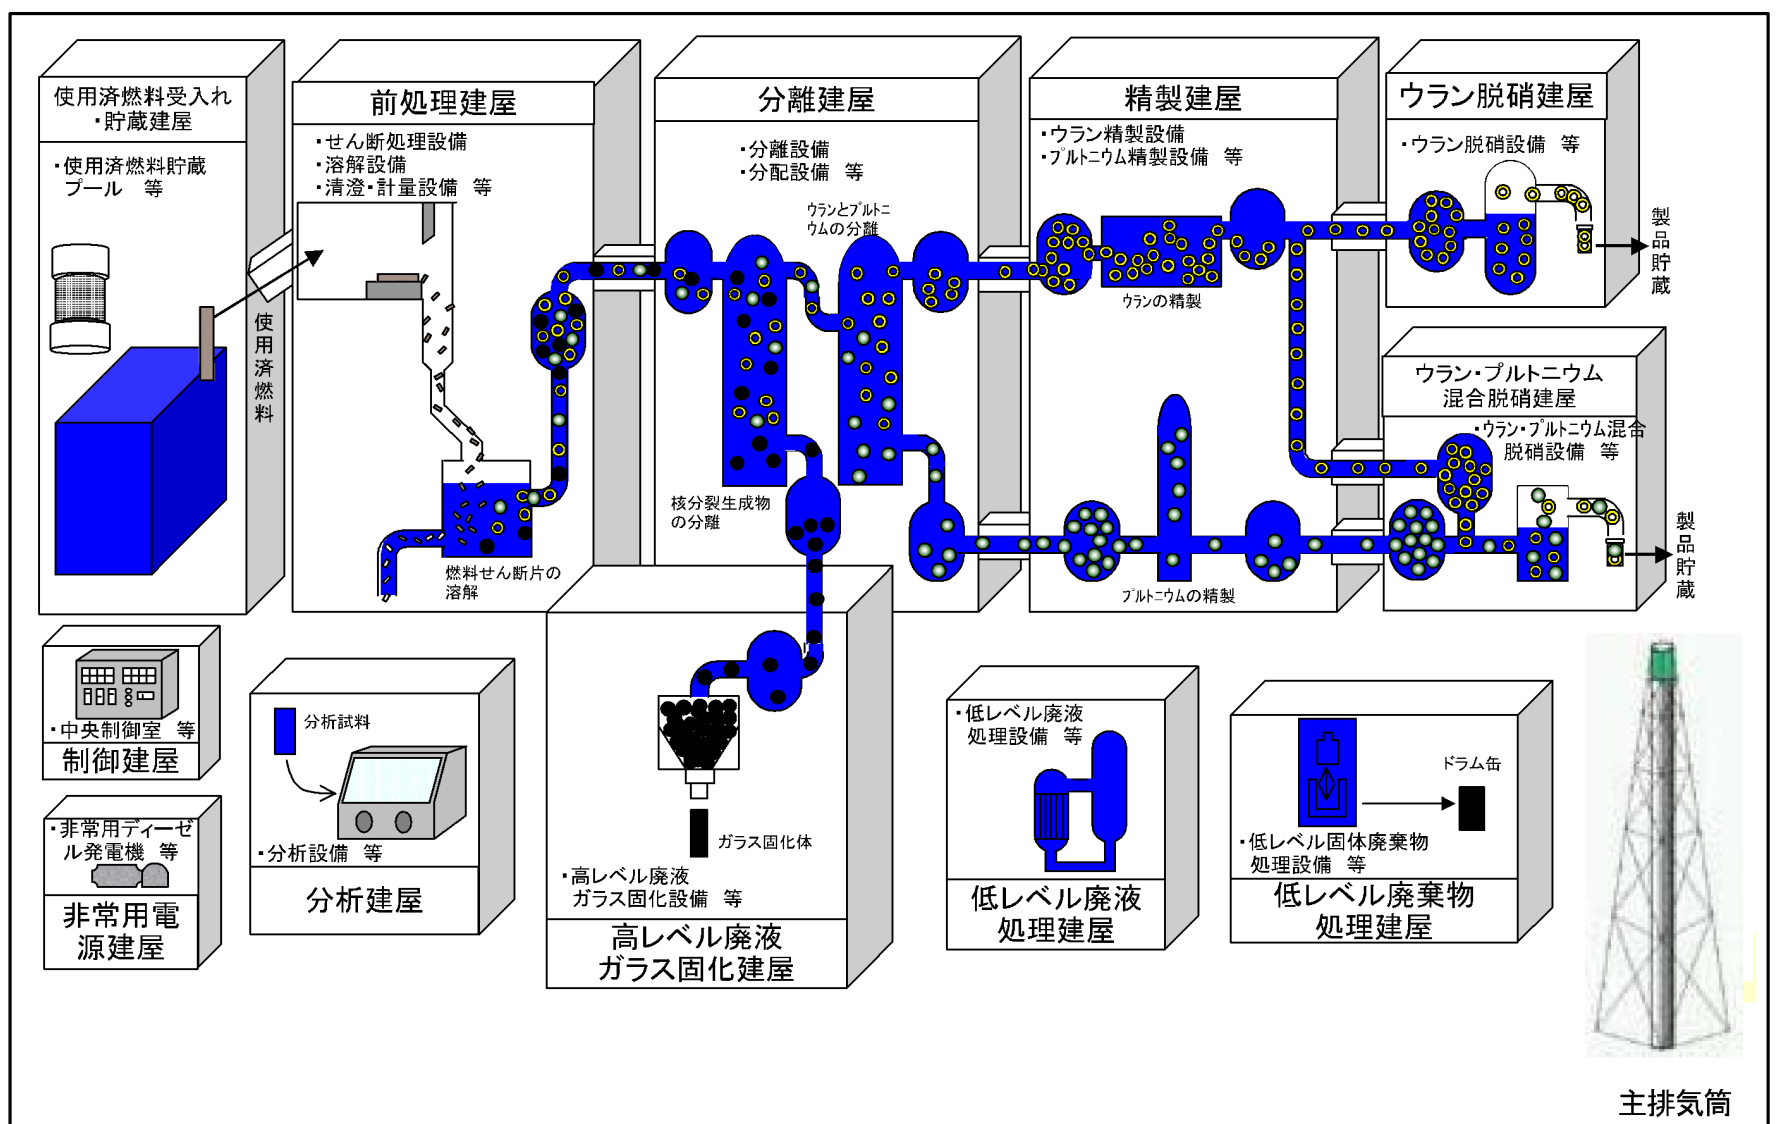 使用済燃料受入れ
・貯蔵建屋
・使用済燃料貯蔵
プール 等
使用済燃料
前処理建屋
・せん断処理設備
・溶解設備
・清澄・計量設備 等
燃料せん断片の
溶解
分離建屋
・分離設備
・分配設備 等
ウランとプルトニ
ウムの分離
核分裂生成物
の分離
精製建屋
・ウラン精製設備
・プルトニウム精製設備 等
ウランの精製
プルトニウムの精製
ウラン脱硝建屋
・ウラン脱硝設備 等
製品貯蔵
ウラン・プルトニウム
混合脱硝建屋
・ウラン・プルトニウム混合
脱硝設備 等
製品貯蔵
・中央制御室 等
制御建屋
・非常用ディーゼ
ル発電機 等
非常用電
源建屋
分析試料
・分析設備 等
分析建屋
ガラス固化体
・高レベル廃液
ガラス固化設備 等
高レベル廃液
ガラス固化建屋
・低レベル廃液
処理設備 等
低レベル廃液
処理建屋
ドラム缶
・低レベル固体廃棄物
処理設備 等
低レベル廃棄物
処理建屋
主排気筒